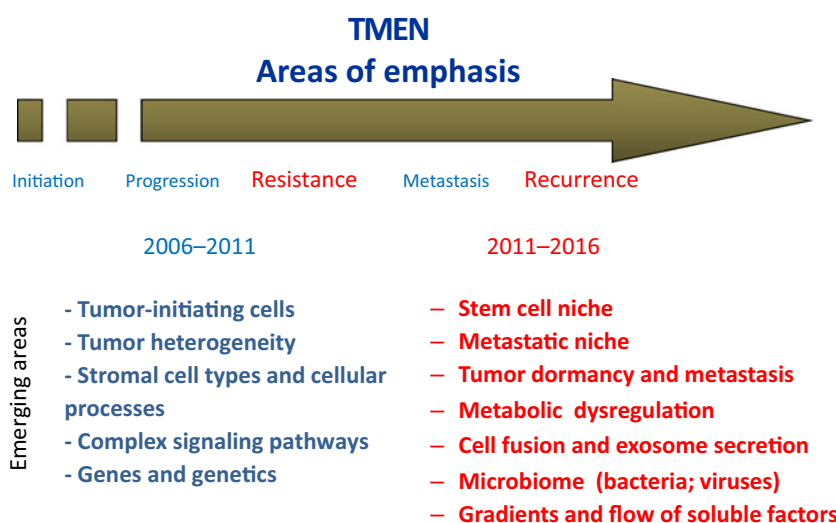 TMEN
Areas of emphasis
Initiation Progression Resistance Metastasis Recurrence
2006–2011
2011–2016
Emerging areas
- Tumor-initiating cells
- Tumor heterogeneity
- Stromal cell types and cellular
processes
- Complex signaling pathways
- Genes and genetics
– Stem cell niche
– Metastatic niche
– Tumor dormancy and metastasis
– Metabolic dysregulation
– Cell fusion and exosome secretion
– Microbiome (bacteria; viruses)
– Gradients and flow of soluble factors